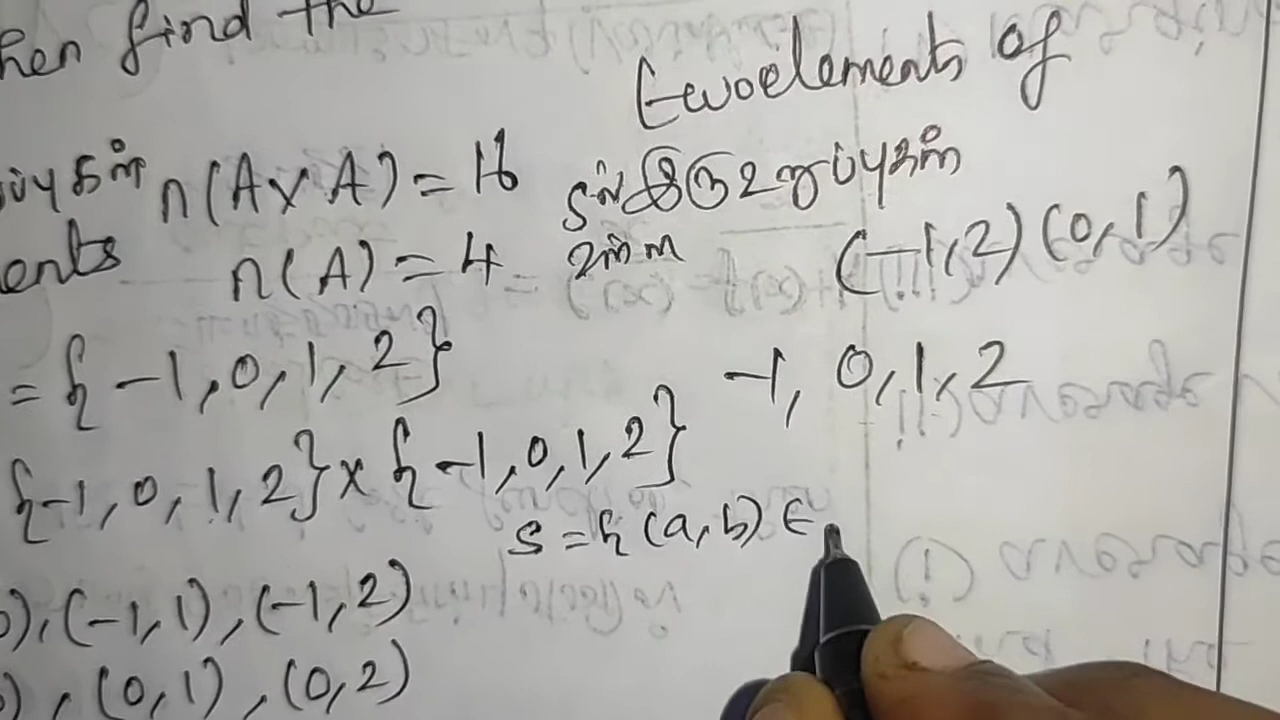 hen find the
two elements of
n(A×A) = 16
ents n(A) = 4
(-1,2) (0,1)
= { -1, 0, 1, 2 }
-1, 0, 1, 2
{-1, 0, 1, 2} × { -1, 0, 1, 2}
S = { (a, b) ∈
), (-1, 1), (-1, 2)
), (0, 1), (0, 2)